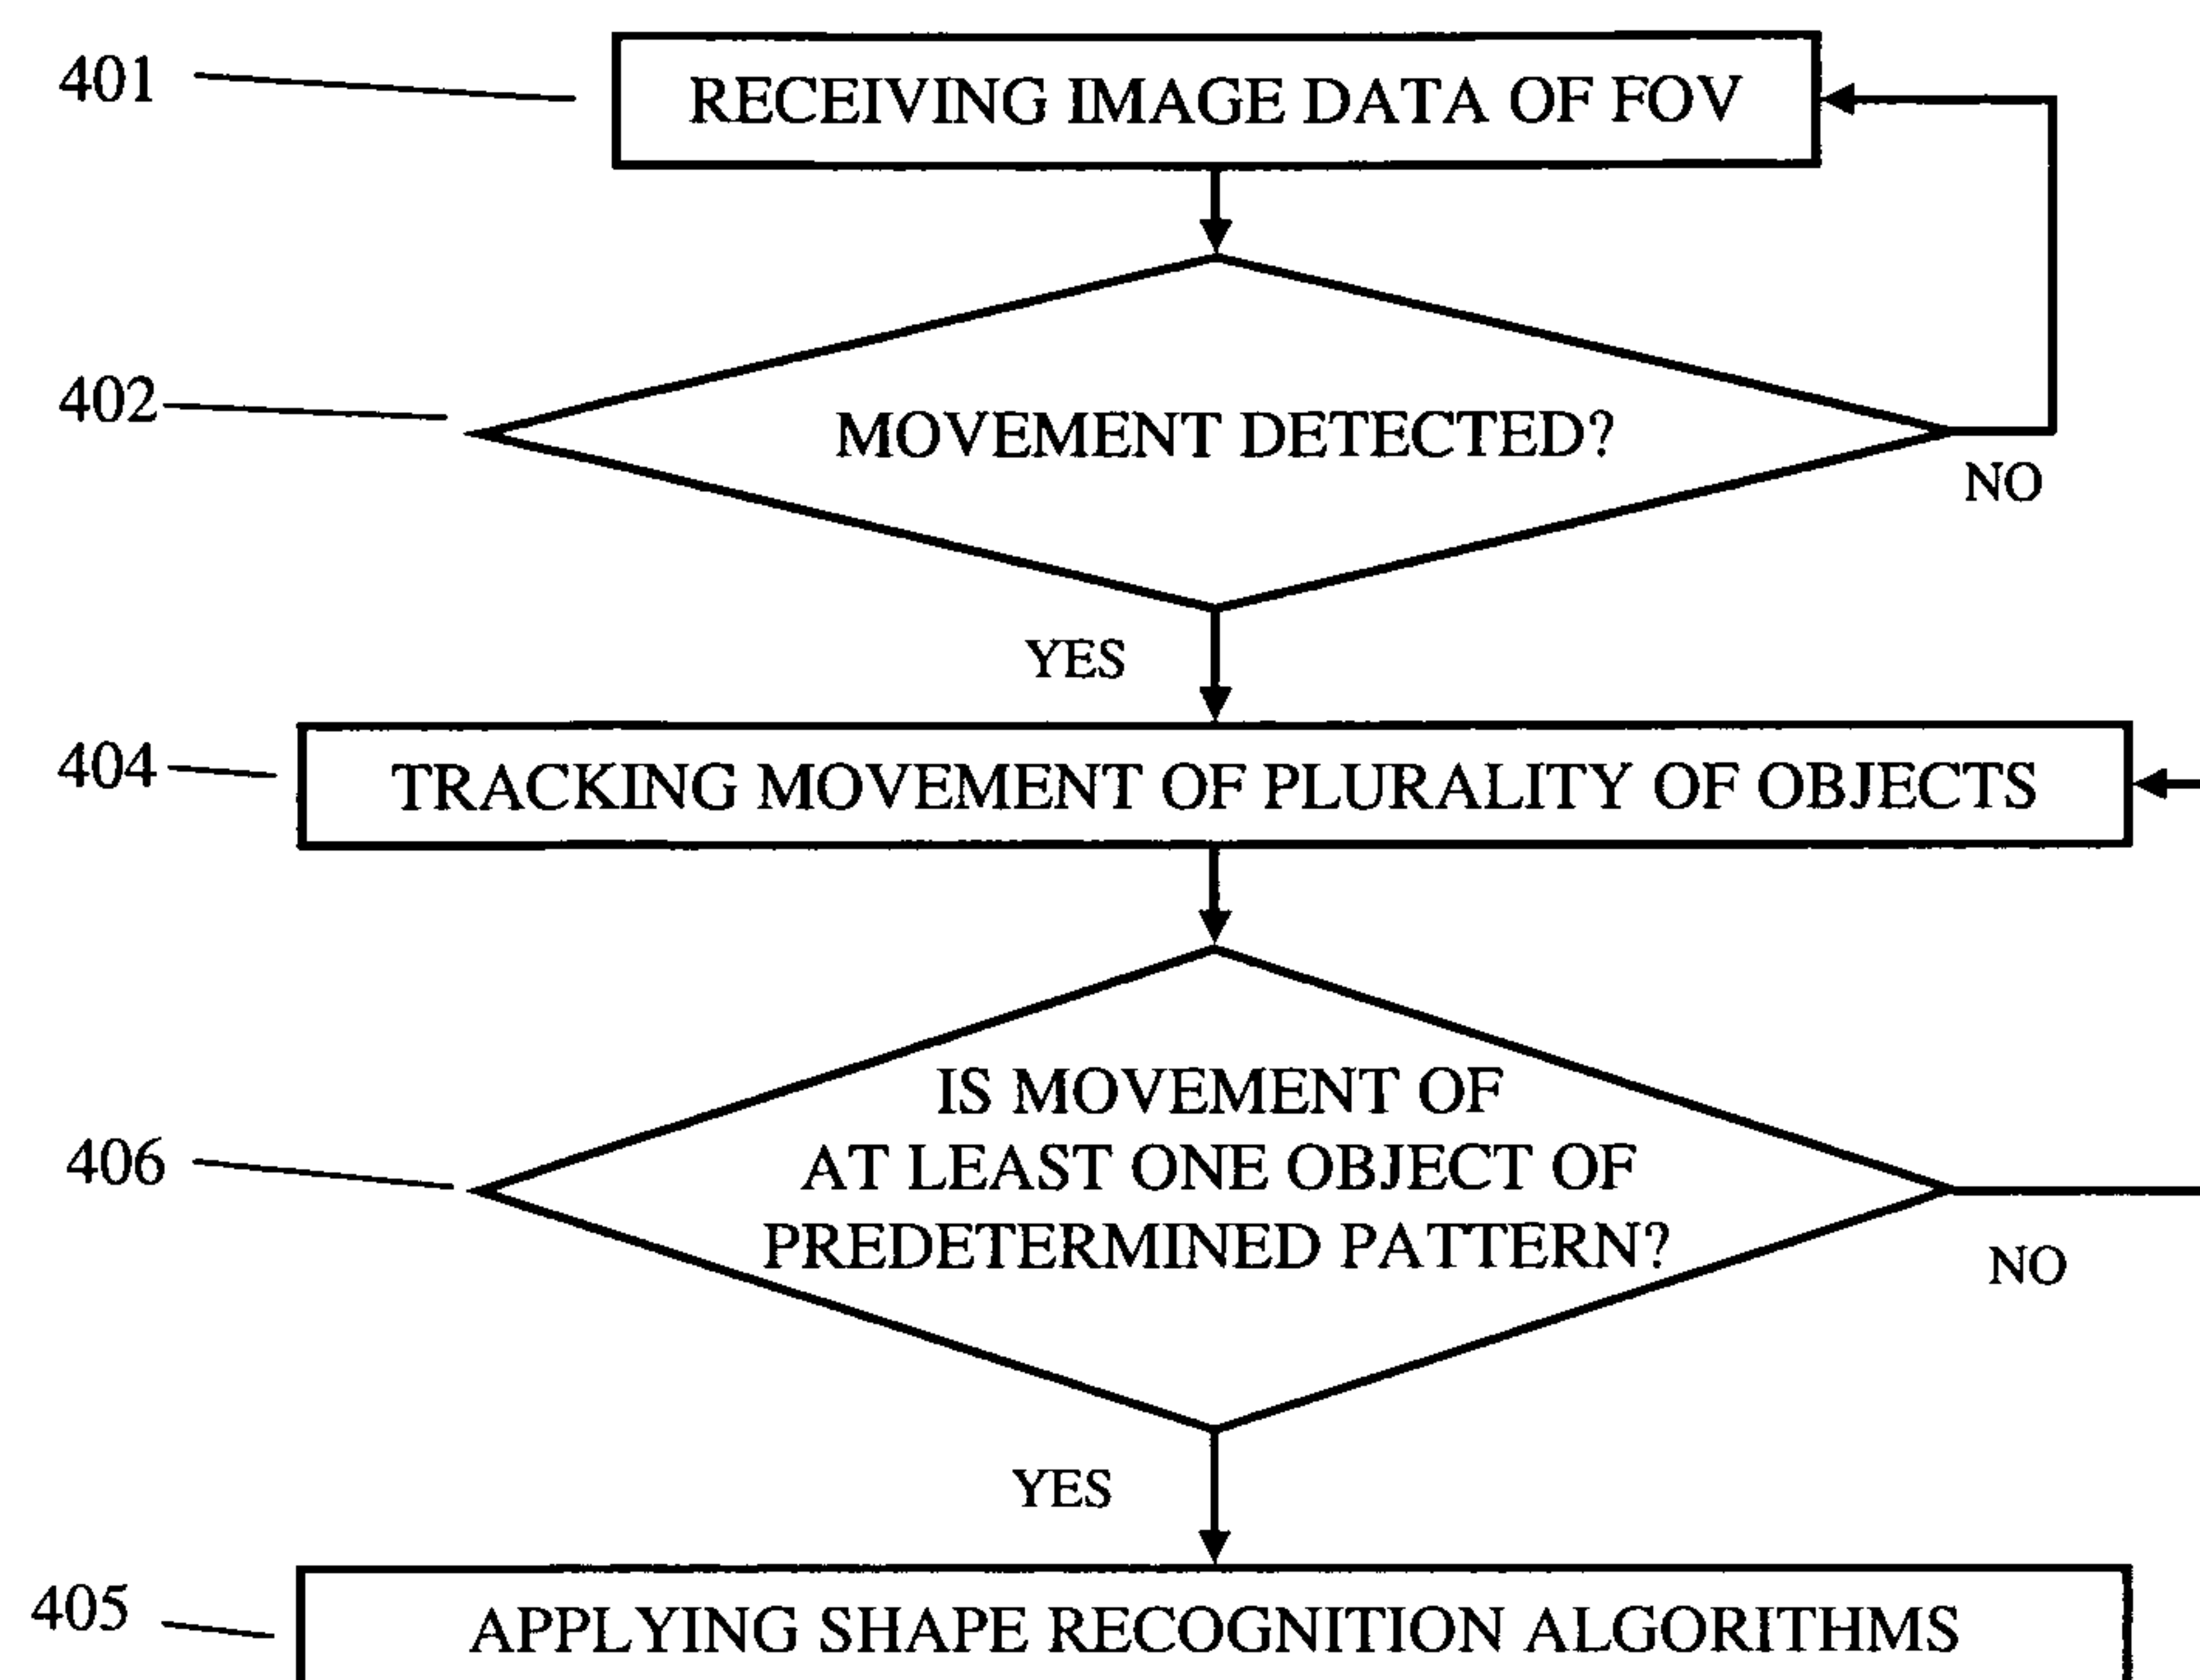 401
RECEIVING IMAGE DATA OF FOV
402
MOVEMENT DETECTED?
NO
YES
404
TRACKING MOVEMENT OF PLURALITY OF OBJECTS
IS MOVEMENT OF
AT LEAST ONE OBJECT OF
406
PREDETERMINED PATTERN?
NO
YES
405
APPLYING SHAPE RECOGNITION ALGORITHMS